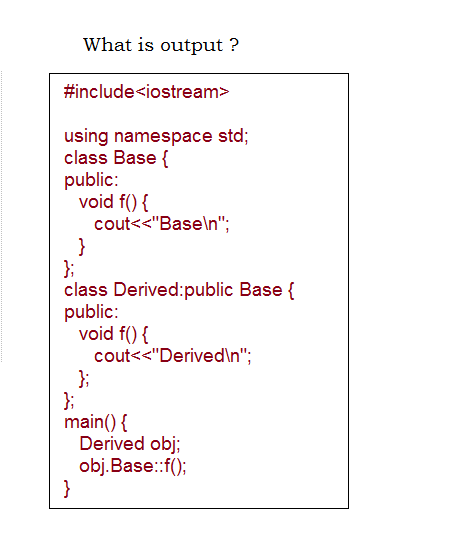 What is output ?
#include<iostream>
using namespace std;
class Base {
public:
void f() {
cout<<"Base\n";
}
};
class Derived:public Base {
public:
void f() {
cout<<"Derived\n";
};
};
main() {
Derived obj;
obj.Base::f();
}